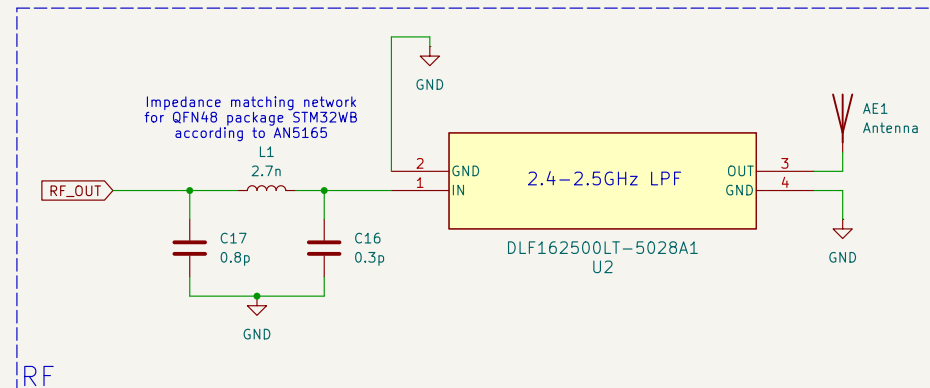 GND
Impedance matching network
for QFN48 package STM32WB
according to AN5165
L1
2.7n
RF_OUT
2
1
GND
IN
2.4-2.5GHz LPF
OUT
GND
3
4
AE1
Antenna
C17
0.8p
C16
0.3p
DLF162500LT-5028A1
U2
GND
GND
RF